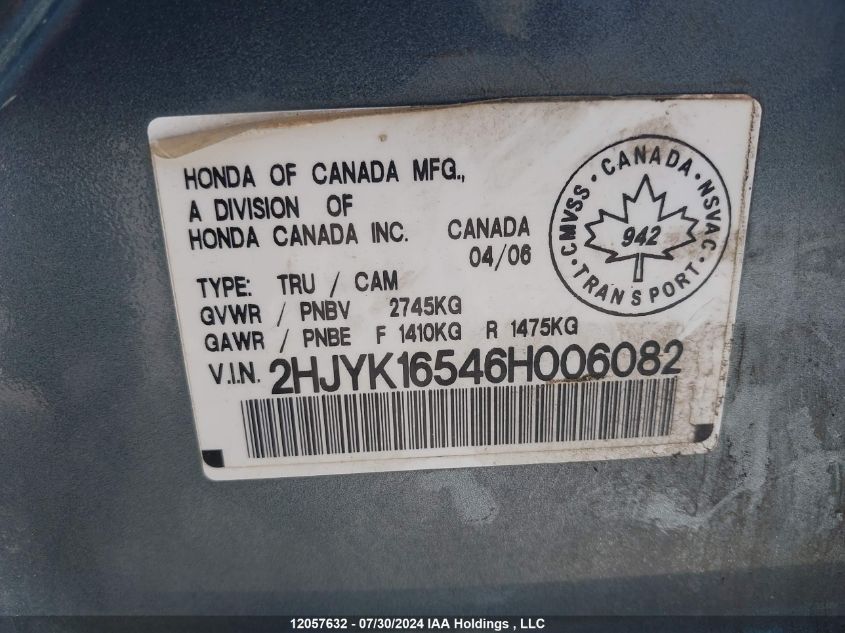 HONDA OF CANADA MFG.,
A DIVISION OF
HONDA CANADA INC. CANADA
04/06
TYPE: TRU / CAM
GVWR / PNBV 2745KG
GAWR / PNBE F 1410KG R 1475KG
V.I.N. 2HJYK16546H006082
CMVSS · CANADA · NSVAC · TRANSPORT ·
942
12057632 - 07/30/2024 IAA Holdings , LLC